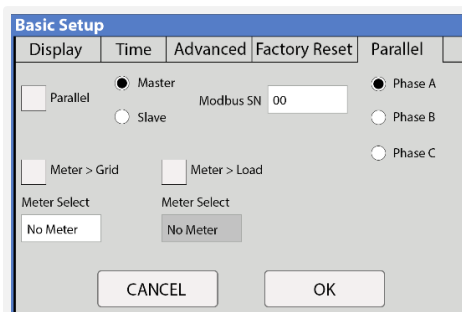 Basic Setup
Display Time Advanced Factory Reset Parallel
Parallel Master Modbus SN 00 Phase A
Slave Phase B
Phase C
Meter > Grid Meter > Load
Meter Select Meter Select
No Meter No Meter
CANCEL OK